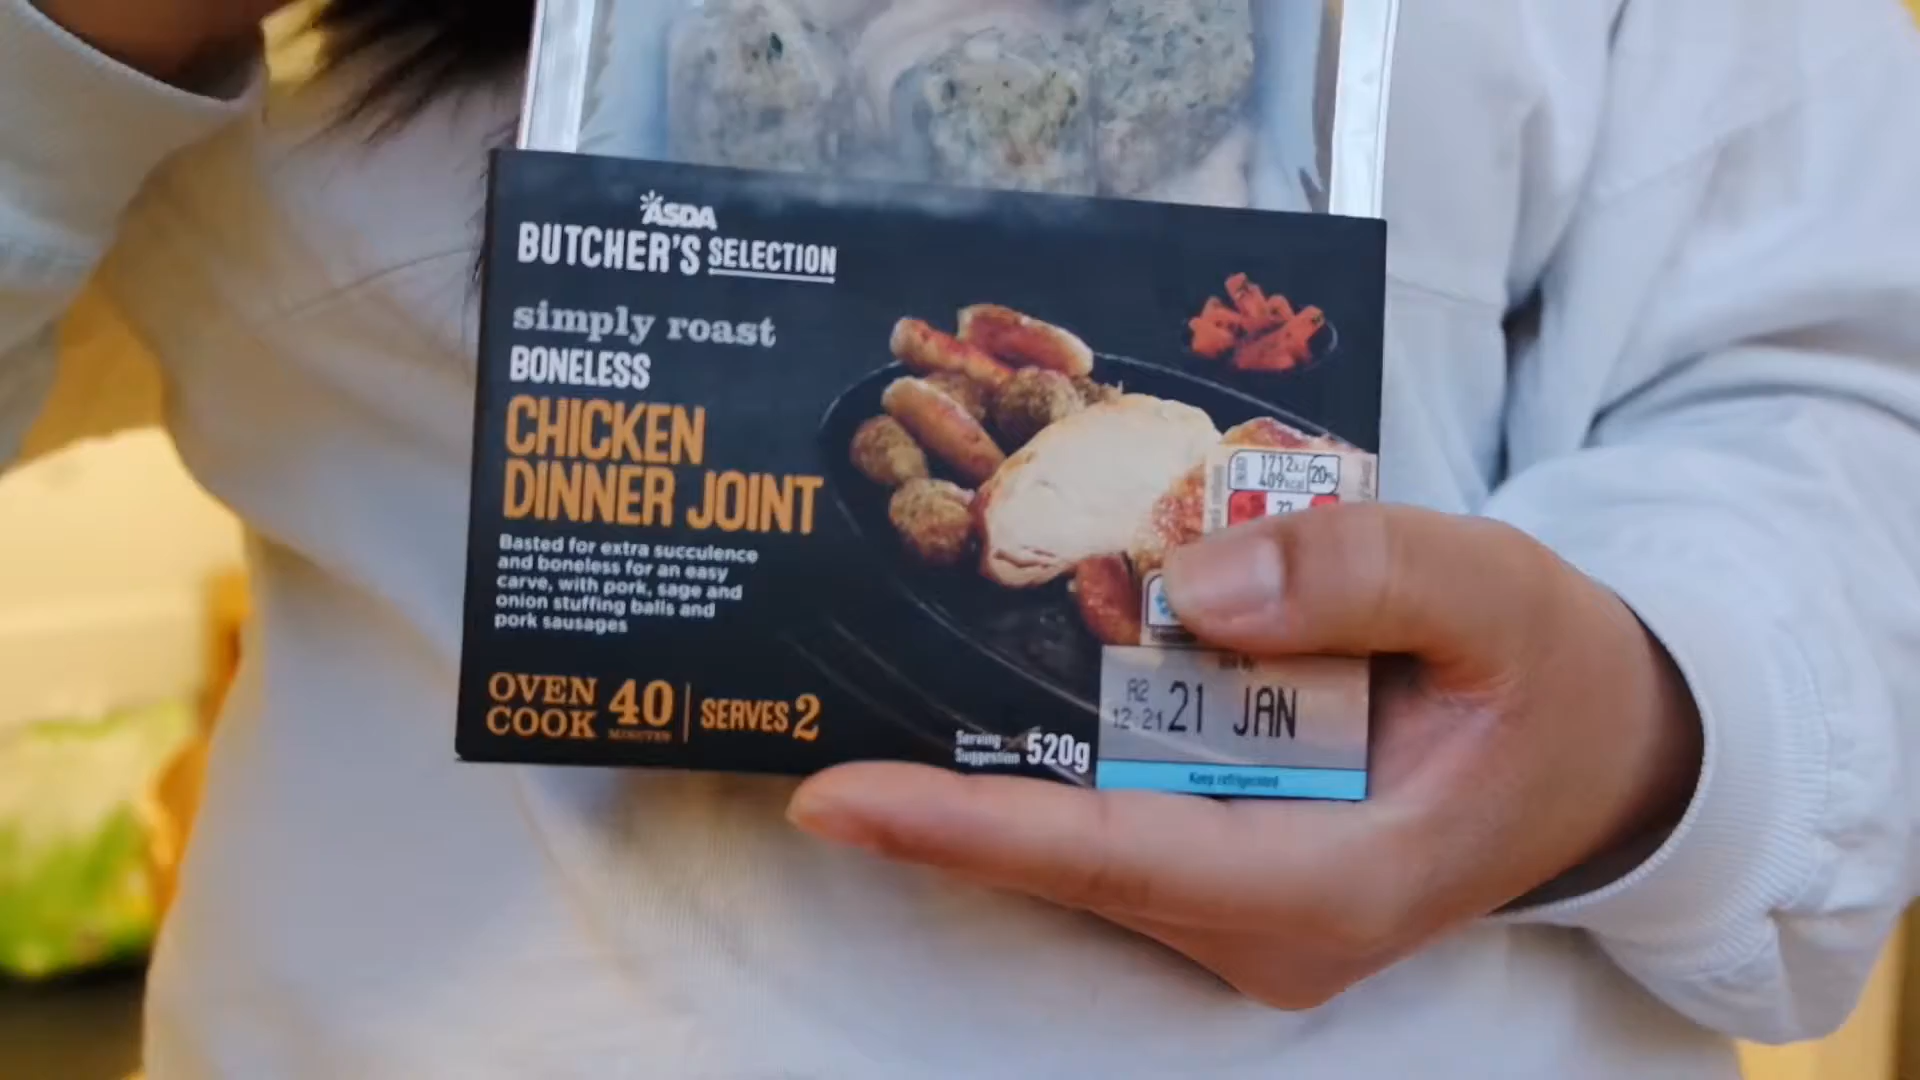 ASDA
BUTCHER'S SELECTION
simply roast
BONELESS
CHICKEN
DINNER JOINT
Basted for extra succulence
and boneless for an easy
carve, with pork, sage and
onion stuffing balls and
pork sausages
OVEN COOK 40 MINUTES
SERVES 2
Serving Suggestion
520g
1712kJ
409kcal
20%
22
21 JAN
Keep refrigerated